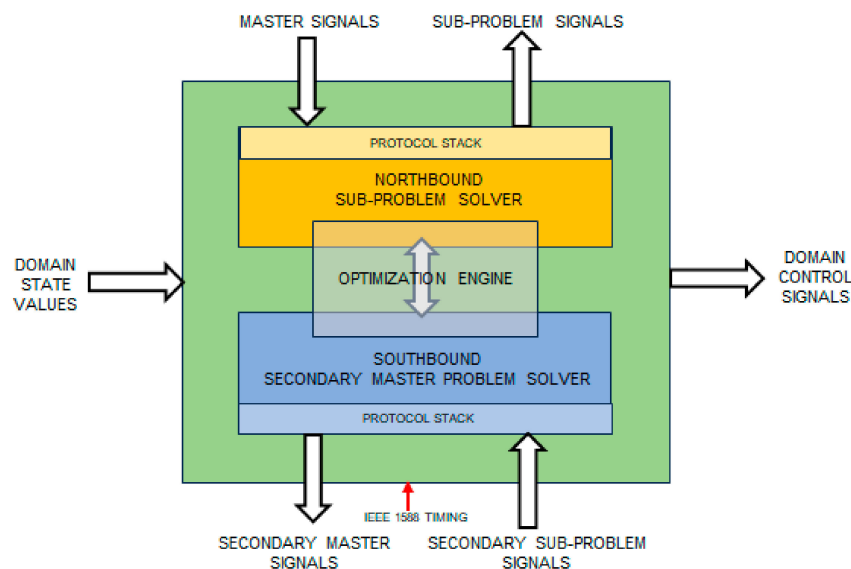 MASTER SIGNALS
SUB-PROBLEM SIGNALS
PROTOCOL STACK
NORTHBOUND
SUB-PROBLEM SOLVER
DOMAIN
STATE
VALUES
OPTIMIZATION ENGINE
DOMAIN
CONTROL
SIGNALS
SOUTHBOUND
SECONDARY MASTER PROBLEM SOLVER
PROTOCOL STACK
IEEE 1588 TIMING
SECONDARY MASTER
SIGNALS
SECONDARY SUB-PROBLEM
SIGNALS